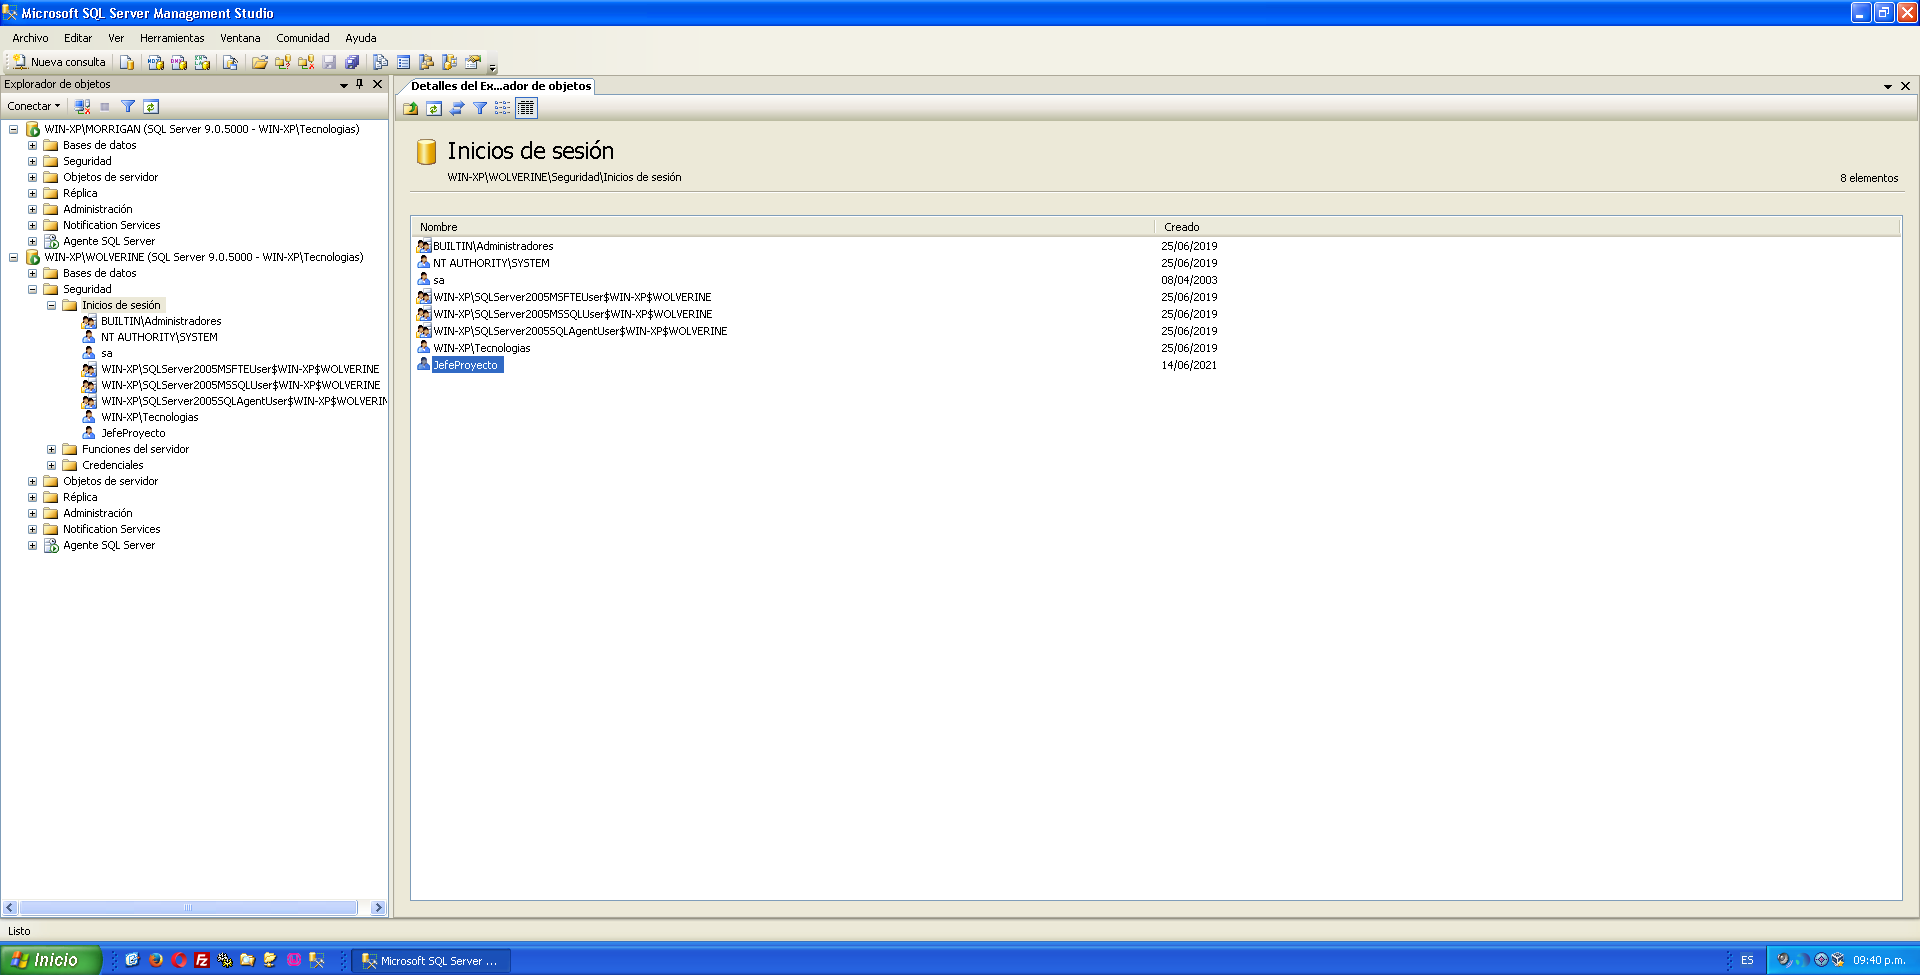 Microsoft SQL Server Management Studio
Archivo Editar Ver Herramientas Ventana Comunidad Ayuda
Nueva consulta
Explorador de objetos
Conectar
WIN-XP\MORRIGAN (SQL Server 9.0.5000 - WIN-XP\Tecnologias)
Bases de datos
Seguridad
Objetos de servidor
Réplica
Administración
Notification Services
Agente SQL Server
WIN-XP\WOLVERINE (SQL Server 9.0.5000 - WIN-XP\Tecnologias)
Bases de datos
Seguridad
Inicios de sesión
BUILTIN\Administradores
NT AUTHORITY\SYSTEM
sa
WIN-XP\SQLServer2005MSFTEUser$WIN-XP$WOLVERINE
WIN-XP\SQLServer2005MSSQLUser$WIN-XP$WOLVERINE
WIN-XP\SQLServer2005SQLAgentUser$WIN-XP$WOLVERIN
WIN-XP\Tecnologias
JefeProyecto
Funciones del servidor
Credenciales
Objetos de servidor
Réplica
Administración
Notification Services
Agente SQL Server
Detalles del Ex...ador de objetos
Inicios de sesión
WIN-XP\WOLVERINE\Seguridad\Inicios de sesión
8 elementos
Nombre Creado
BUILTIN\Administradores 25/06/2019
NT AUTHORITY\SYSTEM 25/06/2019
sa 08/04/2003
WIN-XP\SQLServer2005MSFTEUser$WIN-XP$WOLVERINE 25/06/2019
WIN-XP\SQLServer2005MSSQLUser$WIN-XP$WOLVERINE 25/06/2019
WIN-XP\SQLServer2005SQLAgentUser$WIN-XP$WOLVERINE 25/06/2019
WIN-XP\Tecnologias 25/06/2019
JefeProyecto 14/06/2021
Listo
Inicio
Microsoft SQL Server ...
ES
09:40 p.m.